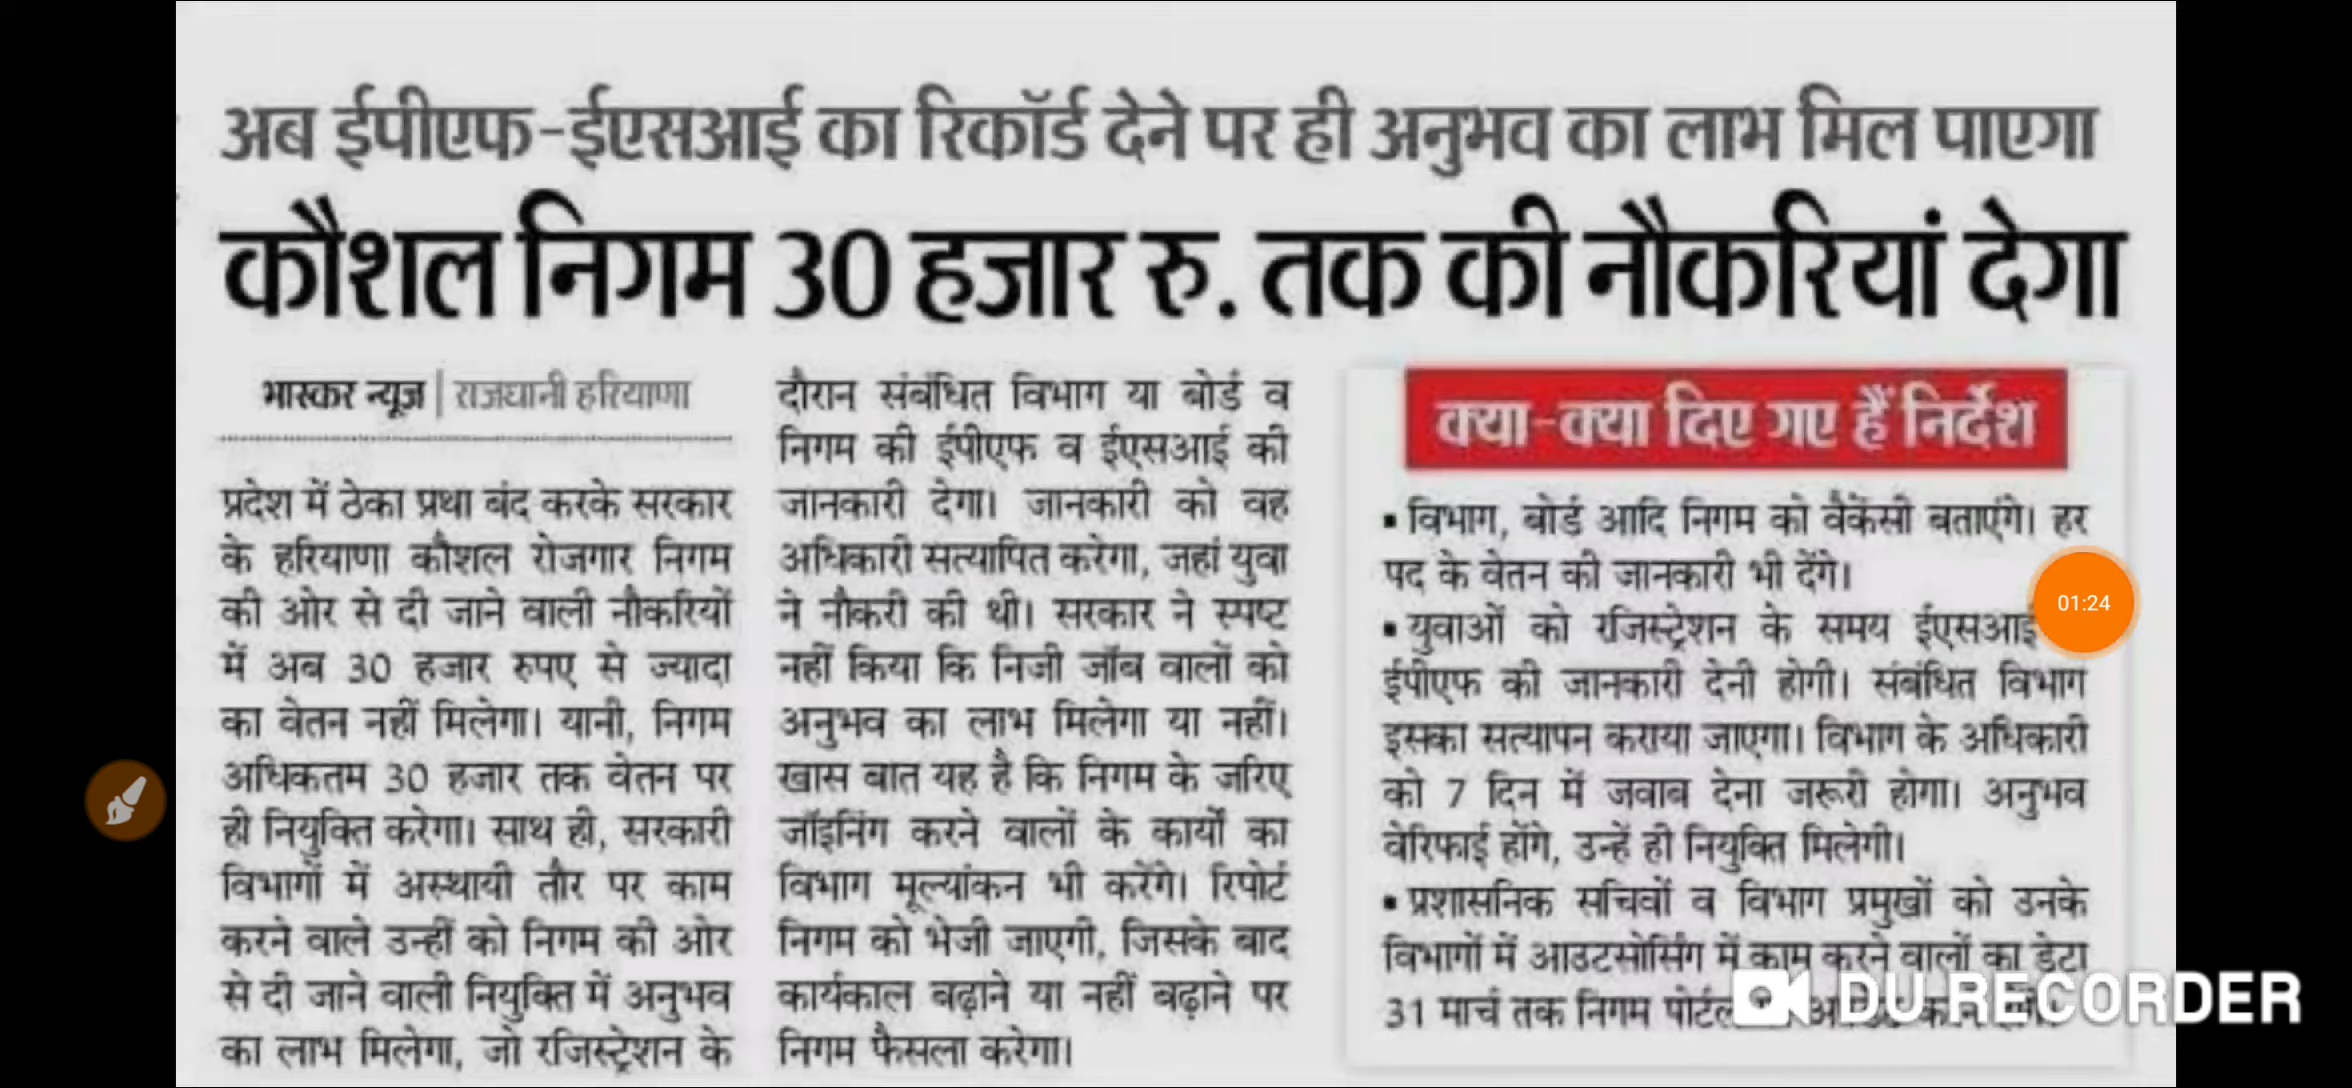 अब ईपीएफ-ईएसआई का रिकॉर्ड देने पर ही अनुभव का लाभ मिल पाएगा
कौशल निगम 30 हजार रु. तक की नौकरियां देगा
भास्कर न्यूज | राजधानी हरियाणा
प्रदेश में ठेका प्रथा बंद करके सरकार
के हरियाणा कौशल रोजगार निगम
की ओर से दी जाने वाली नौकरियों
में अब 30 हजार रुपए से ज्यादा
का वेतन नहीं मिलेगा। यानी, निगम
अधिकतम 30 हजार तक वेतन पर
ही नियुक्ति करेगा। साथ ही, सरकारी
विभागों में अस्थायी तौर पर काम
करने वाले उन्हीं को निगम की ओर
से दी जाने वाली नियुक्ति में अनुभव
का लाभ मिलेगा, जो रजिस्ट्रेशन के
दौरान संबंधित विभाग या बोर्ड व
निगम की ईपीएफ व ईएसआई की
जानकारी देगा। जानकारी को वह
अधिकारी सत्यापित करेगा, जहां युवा
ने नौकरी की थी। सरकार ने स्पष्ट
नहीं किया कि निजी जॉब वालों को
अनुभव का लाभ मिलेगा या नहीं।
खास बात यह है कि निगम के जरिए
जॉइनिंग करने वालों के कार्यों का
विभाग मूल्यांकन भी करेंगे। रिपोर्ट
निगम को भेजी जाएगी, जिसके बाद
कार्यकाल बढ़ाने या नहीं बढ़ाने पर
निगम फैसला करेगा।
क्या-क्या दिए गए हैं निर्देश
▪ विभाग, बोर्ड आदि निगम को वैकेंसी बताएंगे। हर
पद के वेतन की जानकारी भी देंगे।
▪ युवाओं को रजिस्ट्रेशन के समय ईएसआई
ईपीएफ की जानकारी देनी होगी। संबंधित विभाग
इसका सत्यापन कराया जाएगा। विभाग के अधिकारी
को 7 दिन में जवाब देना जरूरी होगा। अनुभव
वेरिफाई होंगे, उन्हें ही नियुक्ति मिलेगी।
▪ प्रशासनिक सचिवों व विभाग प्रमुखों को उनके
विभागों में आउटसोर्सिंग में काम करने वालों का डेटा
31 मार्च तक निगम पोर्टल
01:24
DU RECORDER